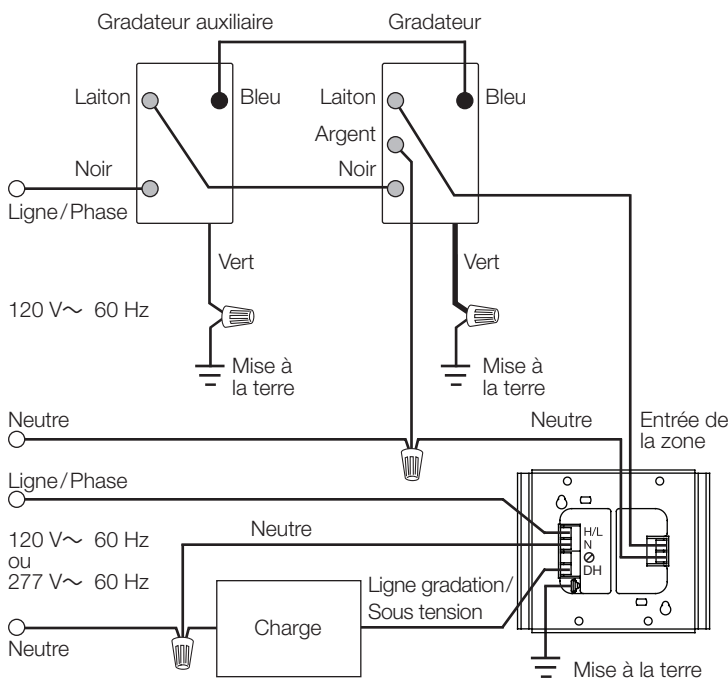 Gradateur auxiliaire
Gradateur
Laiton
Bleu
Laiton
Bleu
Argent
Noir
Noir
Ligne/Phase
Vert
Vert
120 V～ 60 Hz
Mise à
la terre
Mise à
la terre
Neutre
Neutre
Entrée de
la zone
Ligne/Phase
H/L
N
DH
120 V～ 60 Hz
ou
277 V～ 60 Hz
Neutre
Ligne gradation/
Sous tension
Charge
Neutre
Mise à la terre